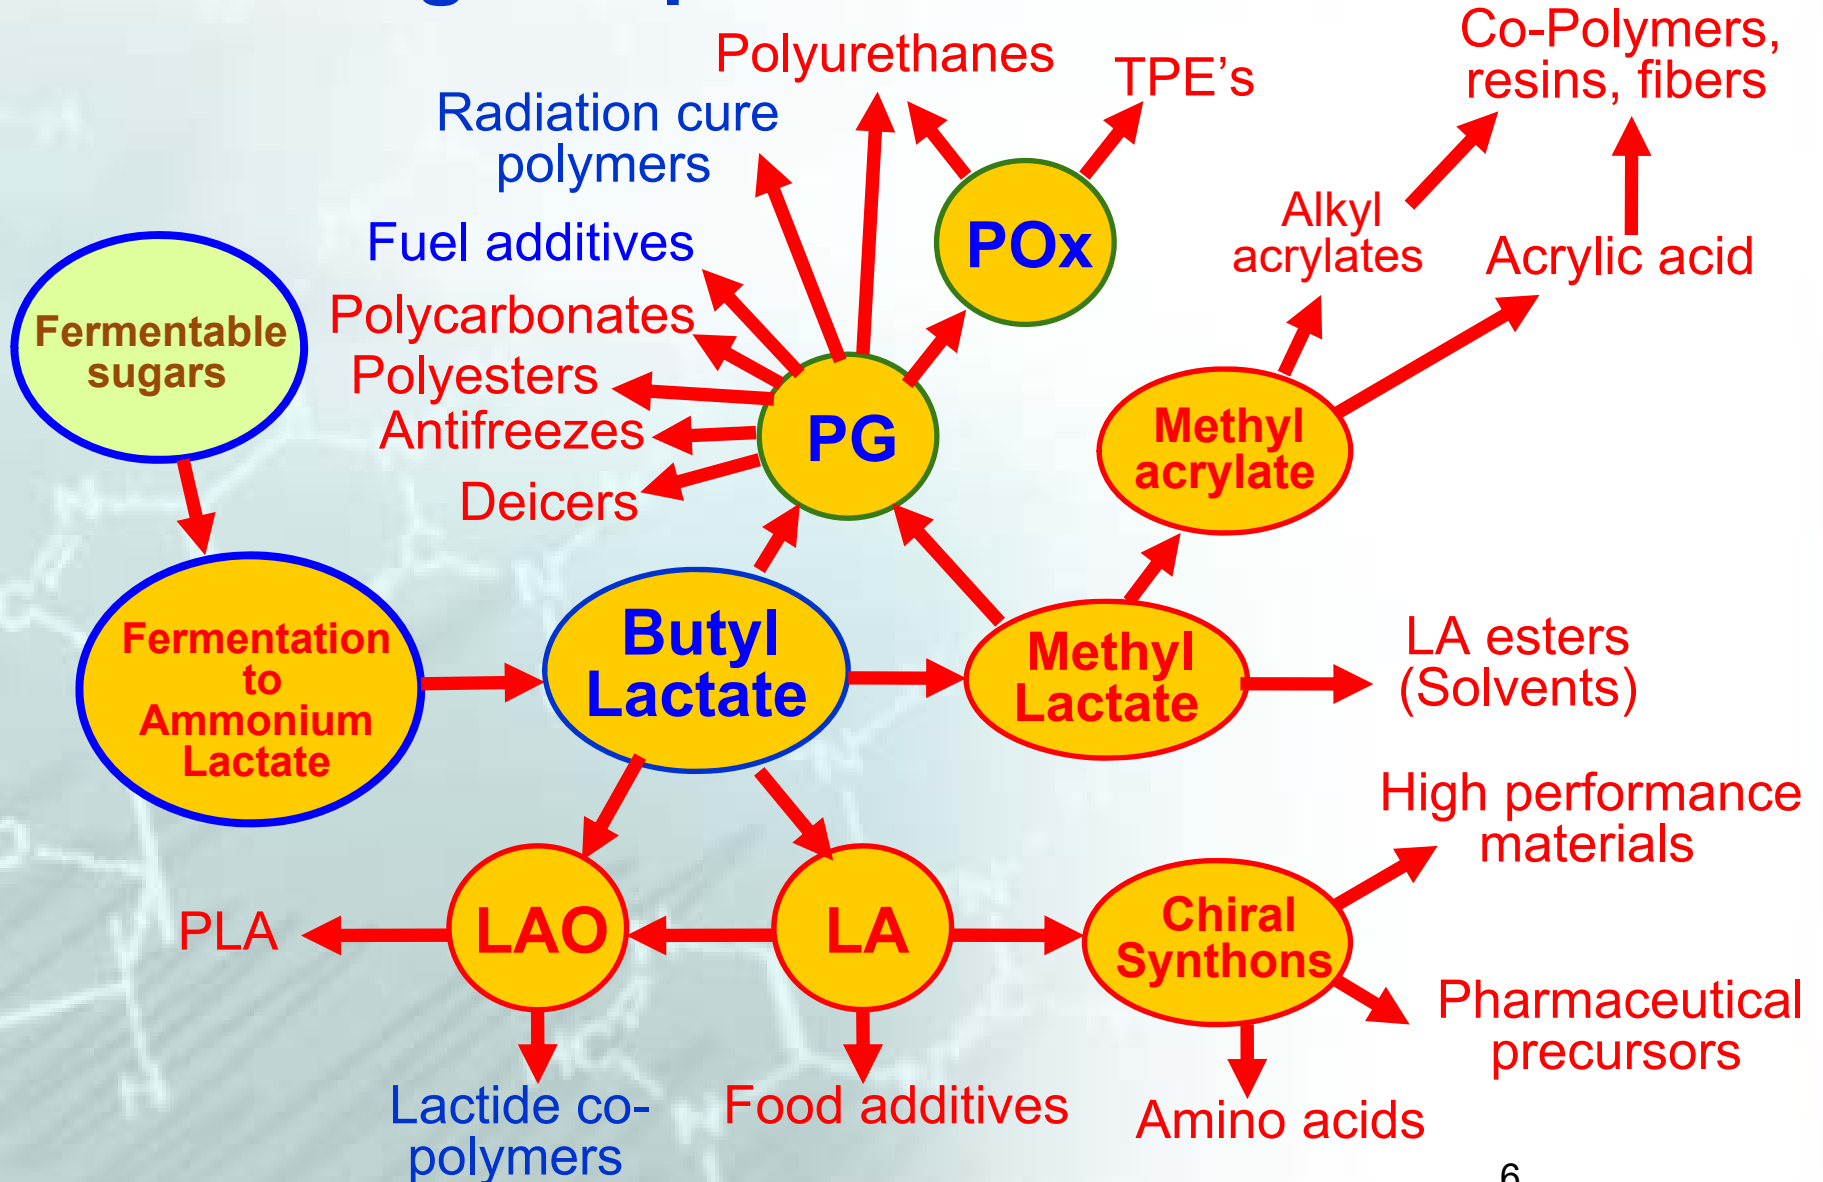 Polyurethanes
TPE's
Co-Polymers,
resins, fibers
Radiation cure
polymers
Fuel additives
Polycarbonates
Polyesters
Antifreezes
Deicers
POx
Alkyl
acrylates
Acrylic acid
Fermentable
sugars
PG
Methyl
acrylate
Fermentation
to
Ammonium
Lactate
Butyl
Lactate
Methyl
Lactate
LA esters
(Solvents)
High performance
materials
PLA
LAO
LA
Chiral
Synthons
Pharmaceutical
precursors
Lactide co-
polymers
Food additives
Amino acids
6